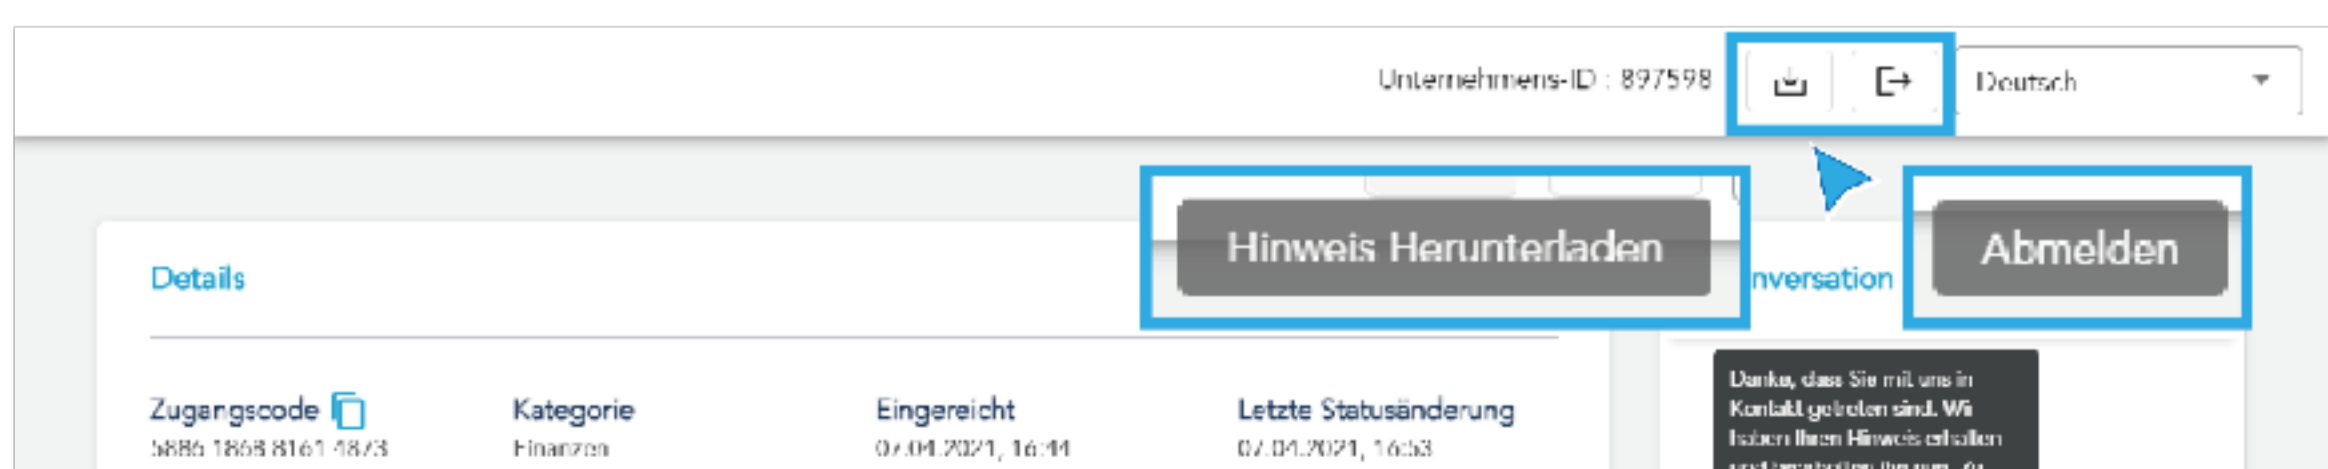 Unternehmens-ID : 897598
Deutsch
Hinweis Herunterladen
Abmelden
Details
nversation
Zugangscode
Kategorie
Eingereicht
Letzte Statusänderung
5886 1868 8161 4873
Finanzen
07.04.2021, 16:44
07.04.2021, 16:53
Danke, dass Sie mit uns in
Kontakt getreten sind. Wir
haben Ihren Hinweis erhalten